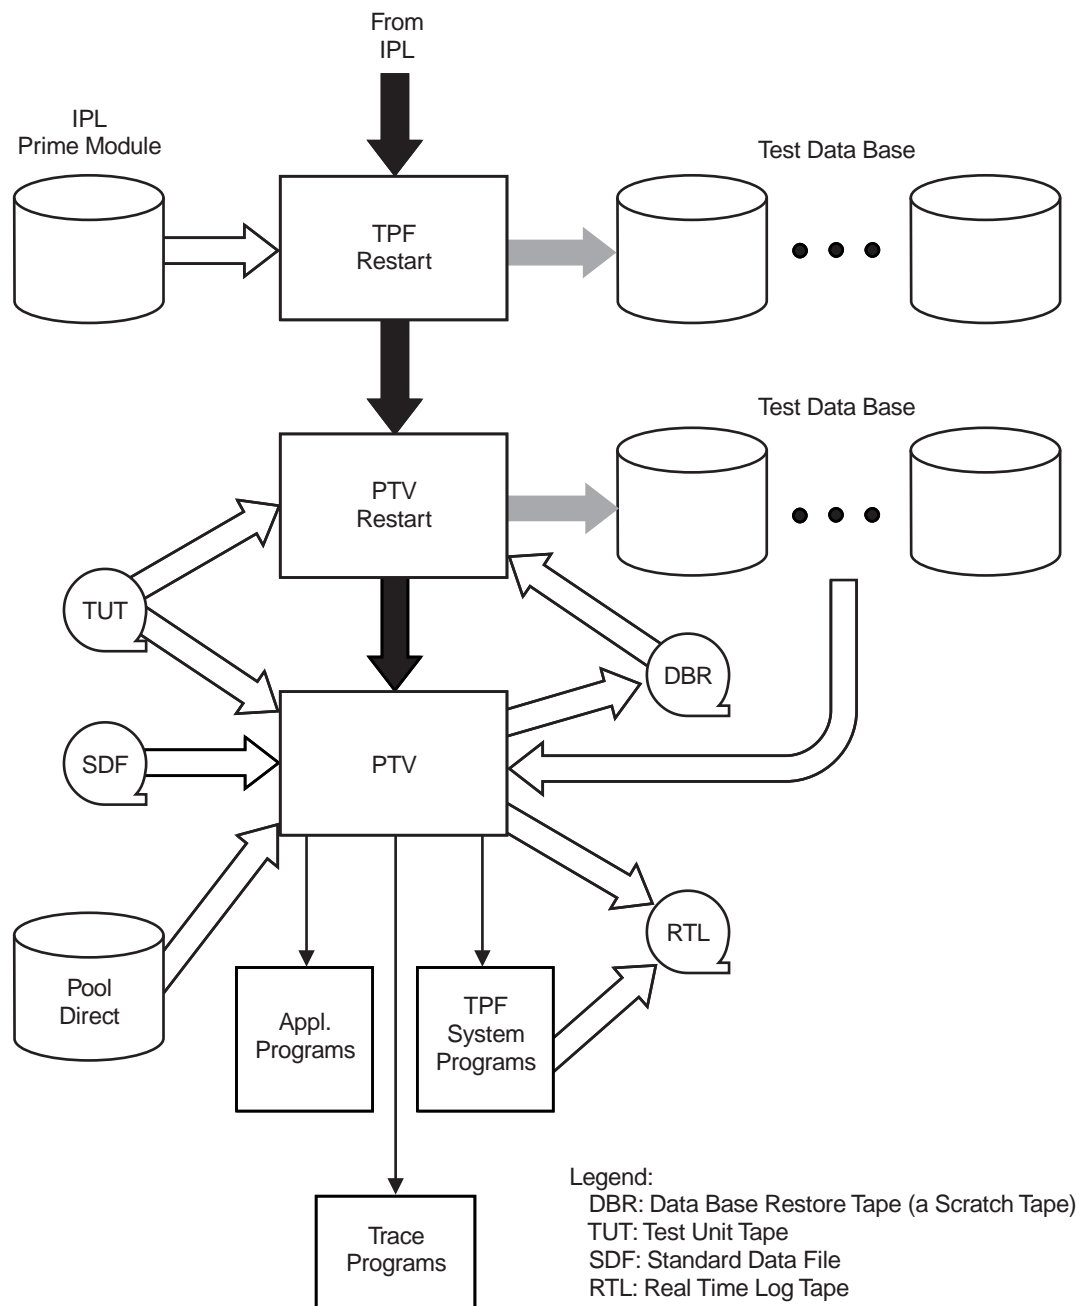 From
IPL
IPL
Prime Module
Test Data Base
TPF
Restart
Test Data Base
PTV
Restart
TUT
DBR
SDF
PTV
RTL
Pool
Direct
Appl.
Programs
TPF
System
Programs
Trace
Programs
Legend:
DBR: Data Base Restore Tape (a Scratch Tape)
TUT: Test Unit Tape
SDF: Standard Data File
RTL: Real Time Log Tape